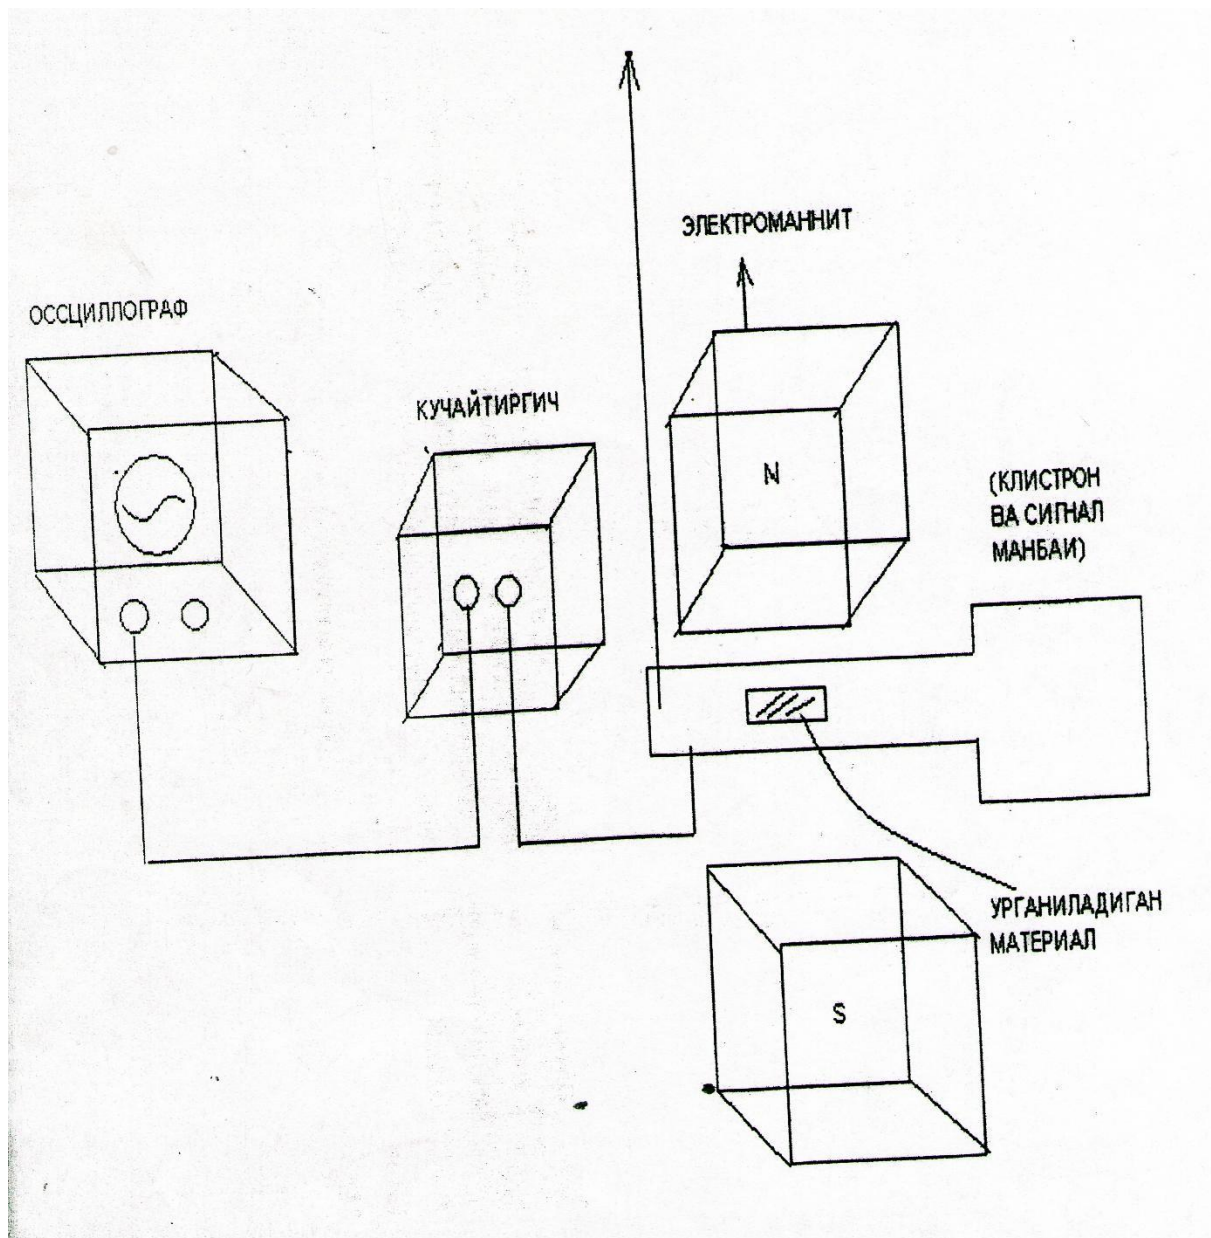 ЭЛЕКТРОМАННИТ
ОССЦИЛЛОГРАФ
КУЧАЙТИРГИЧ
N
(КЛИСТРОН
ВА СИГНАЛ
МАНБАИ)
УРГАНИЛАДИГАН
МАТЕРИАЛ
S